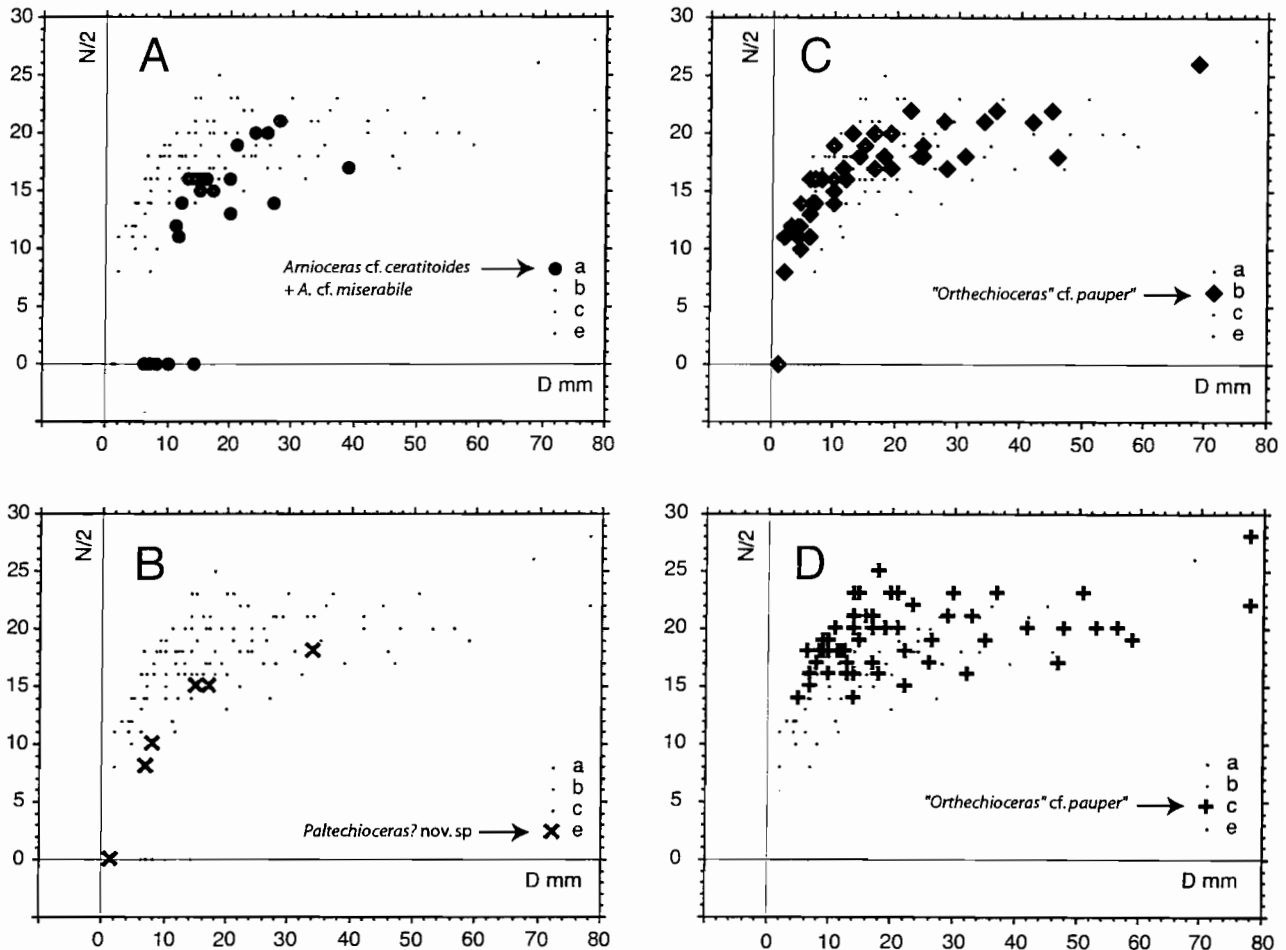 30
25
20
15
10
5
0
N/2
A
Arnioceras cf. ceratitoides
+ A. cf. miserabile
a
b
c
e
D mm
0 10 20 30 40 50 60 70 80
30
25
20
15
10
5
0
N/2
C
"Orthechioceras" cf. pauper"
a
b
c
e
D mm
0 10 20 30 40 50 60 70 80
30
25
20
15
10
5
0
N/2
B
Paltechioceras? nov. sp
a
b
c
e
D mm
0 10 20 30 40 50 60 70 80
30
25
20
15
10
5
0
N/2
D
"Orthechioceras" cf. pauper"
a
b
c
e
D mm
0 10 20 30 40 50 60 70 80